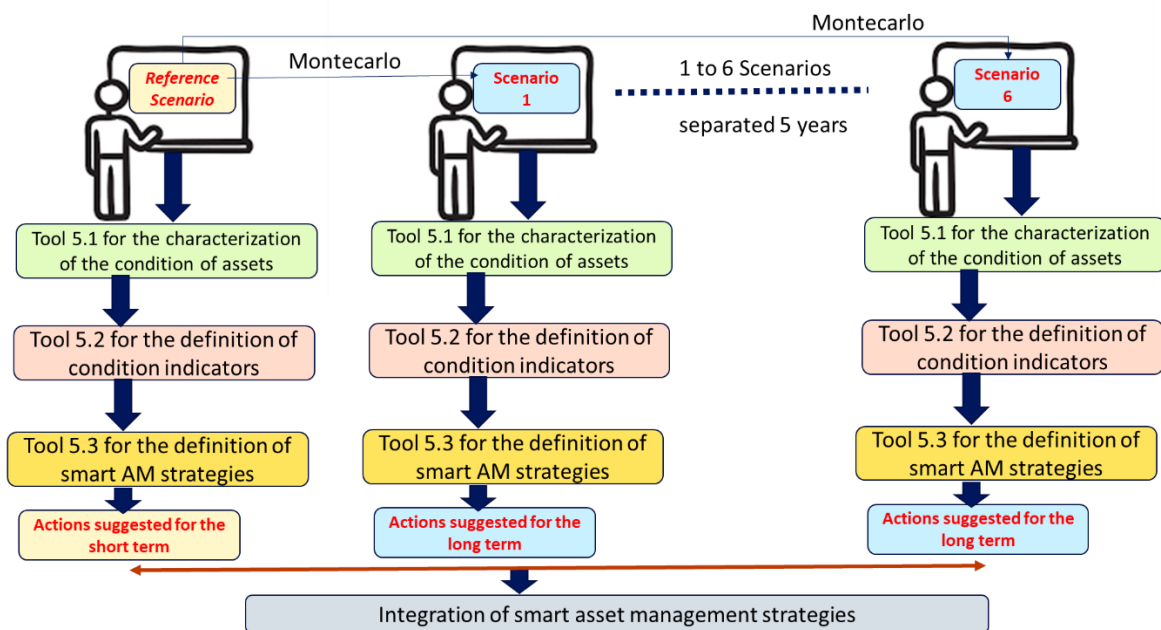 Montecarlo
Montecarlo
Reference
Scenario
Scenario
1
1 to 6 Scenarios
separated 5 years
Scenario
6
Tool 5.1 for the characterization
of the condition of assets
Tool 5.1 for the characterization
of the condition of assets
Tool 5.1 for the characterization
of the condition of assets
Tool 5.2 for the definition of
condition indicators
Tool 5.2 for the definition of
condition indicators
Tool 5.2 for the definition of
condition indicators
Tool 5.3 for the definition of
smart AM strategies
Tool 5.3 for the definition of
smart AM strategies
Tool 5.3 for the definition of
smart AM strategies
Actions suggested for the
short term
Actions suggested for the
long term
Actions suggested for the
long term
Integration of smart asset management strategies